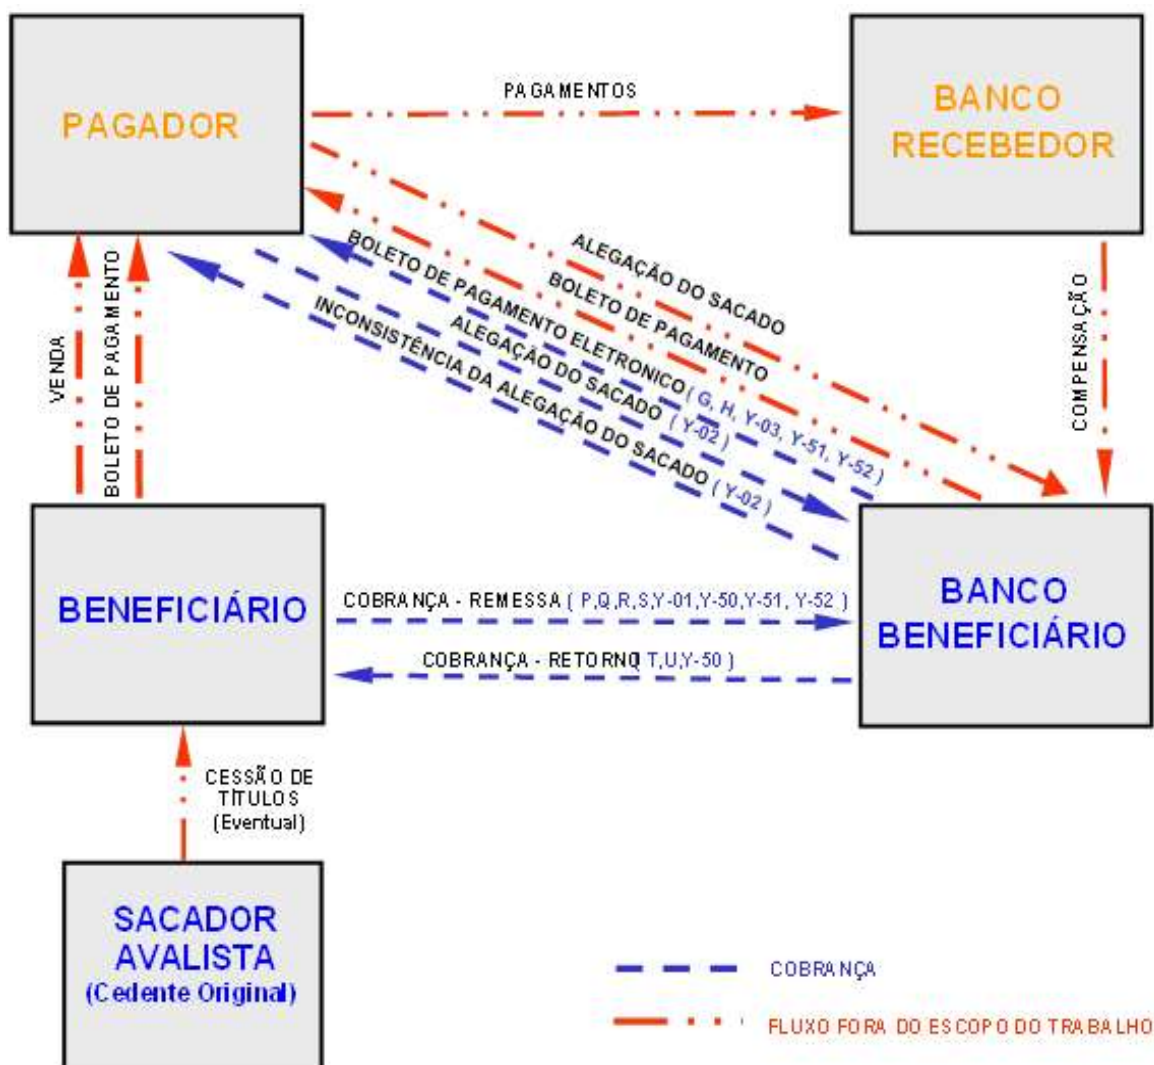 PAGADOR
PAGAMENTOS
BANCO
RECEBEDOR
ALEGAÇÃO DO SACADO
BOLETO DE PAGAMENTO
BOLETO DE PAGAMENTO ELETRONICO ( G, H, Y-03, Y-51, Y-52 )
ALEGAÇÃO DO SACADO ( Y-02 )
INCONSISTÊNCIA DA ALEGAÇÃO DO SACADO ( Y-02 )
VENDA
BOLETO DE PAGAMENTO
COMPENSAÇÃO
BENEFICIÁRIO
COBRANÇA - REMESSA ( P,Q,R,S,Y-01,Y-50,Y-51, Y-52 )
COBRANÇA - RETORNO ( T,U,Y-50 )
BANCO
BENEFICIÁRIO
CESSÃO DE
TÍTULOS
(Eventual)
SACADOR
AVALISTA
(Cedente Original)
COBRANÇA
FLUXO FORA DO ESCOPO DO TRABALHO